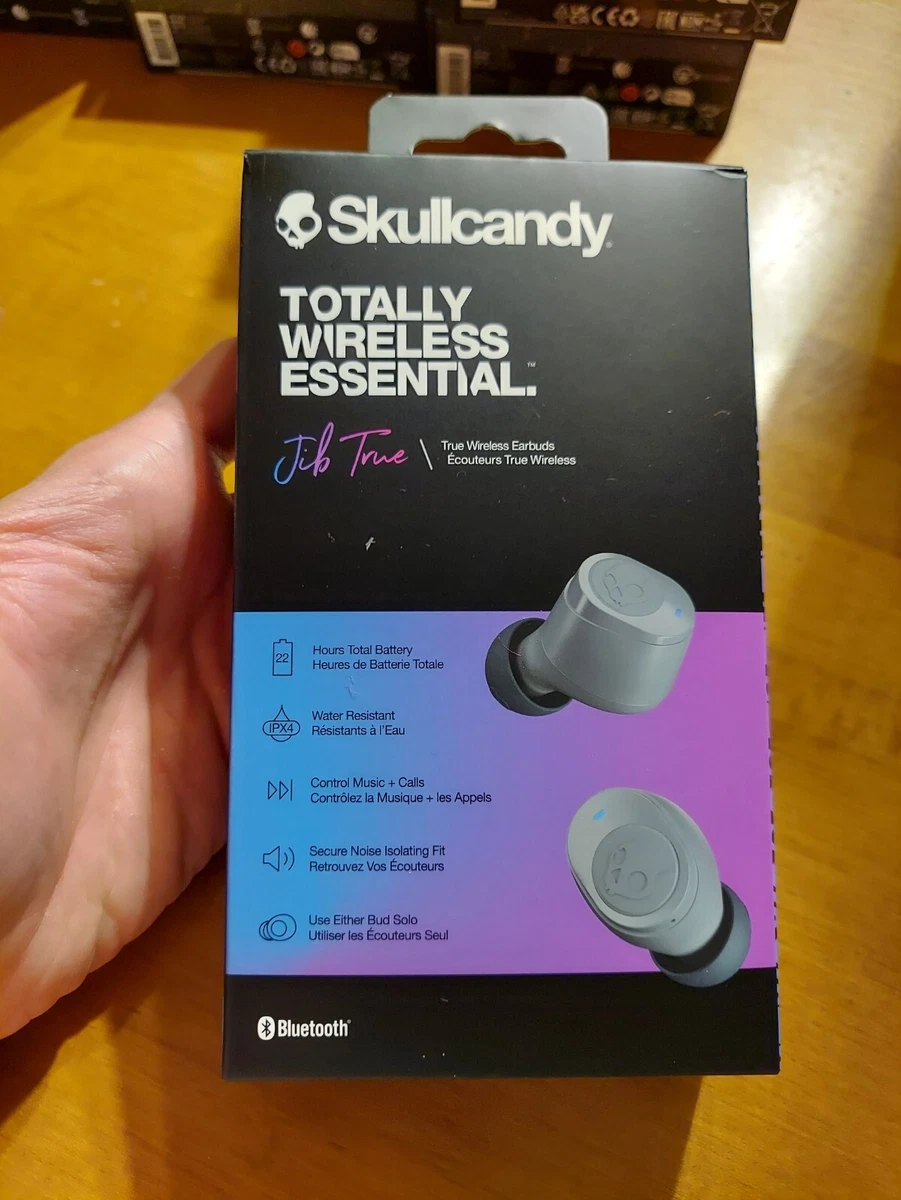 Skullcandy®
TOTALLY
WIRELESS
ESSENTIAL.™
Jib True
True Wireless Earbuds
Écouteurs True Wireless
22
Hours Total Battery
Heures de Batterie Totale
IPX4
Water Resistant
Résistants à l'Eau
Control Music + Calls
Contrôlez la Musique + les Appels
Secure Noise Isolating Fit
Retrouvez Vos Écouteurs
Use Either Bud Solo
Utiliser les Écouteurs Seul
Bluetooth®